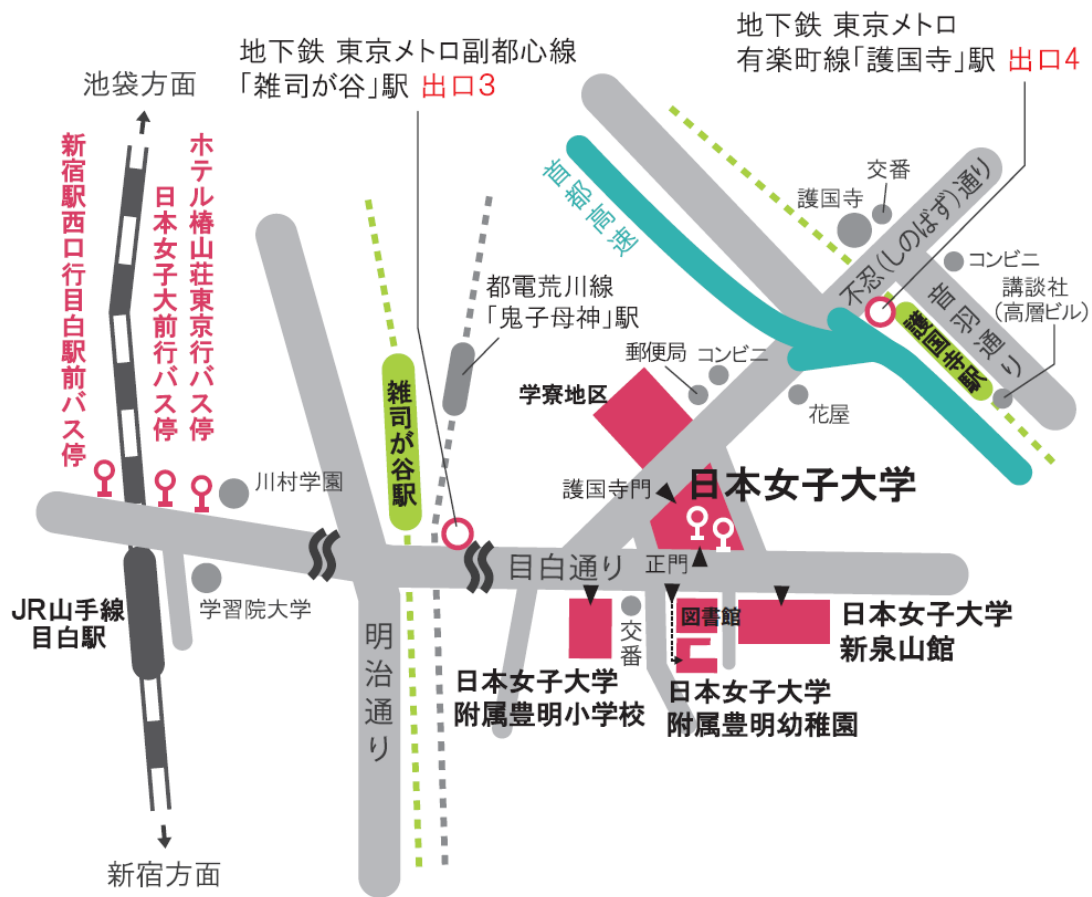 地下鉄 東京メトロ副都心線
「雑司が谷」駅 出口3
地下鉄 東京メトロ
有楽町線「護国寺」駅 出口4
池袋方面
新宿駅西口行目白駅前バス停
日本女子大前行バス停
ホテル椿山荘東京行バス停
首都高速
交番
護国寺
不忍(しのばず)通り
コンビニ
講談社
(高層ビル)
音羽通り
護国寺駅
都電荒川線
「鬼子母神」駅
郵便局
コンビニ
学寮地区
花屋
雑司が谷駅
川村学園
護国寺門
日本女子大学
目白通り
正門
学習院大学
JR山手線
目白駅
明治通り
交番
図書館
日本女子大学
新泉山館
日本女子大学
附属豊明小学校
日本女子大学
附属豊明幼稚園
新宿方面